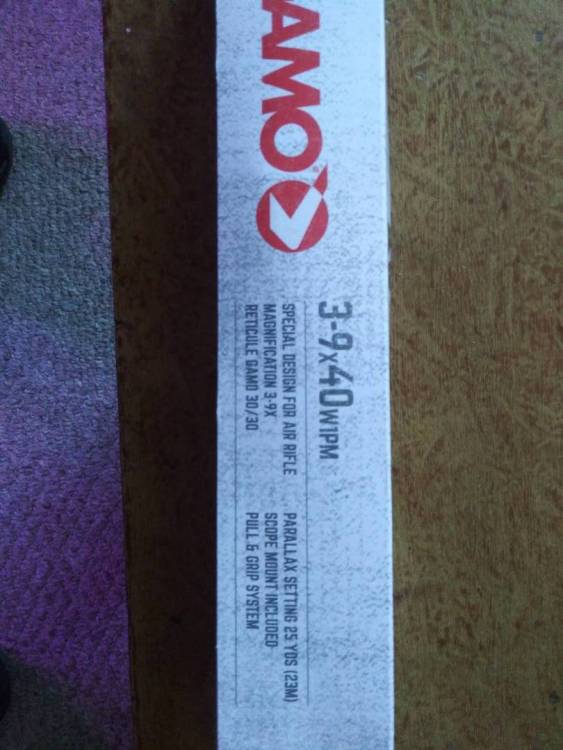 AMO®
3-9x40W1PM
SPECIAL DESIGN FOR AIR RIFLE
MAGNIFICATION 3-9X
RETICULE GAMO 30/30
PARALLAX SETTING 25 YDS (23M)
SCOPE MOUNT INCLUDED
PULL & GRIP SYSTEM